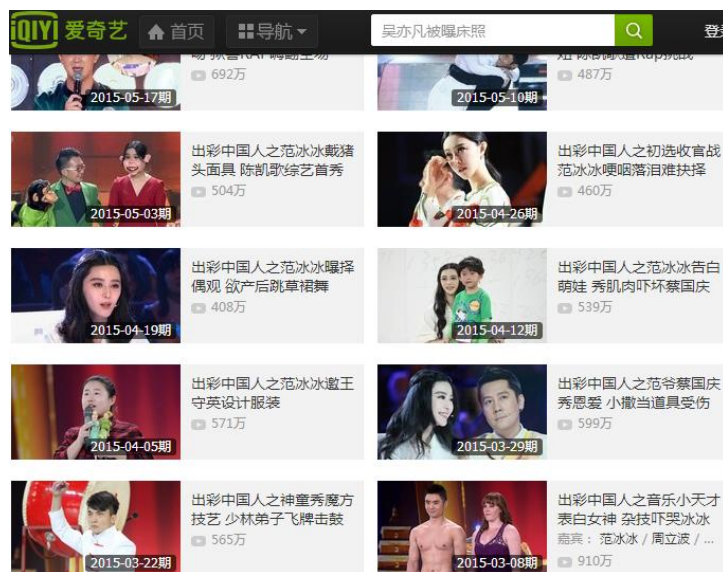 iQIYI 爱奇艺 首页 导航 吴亦凡被曝床照
692万
487万
2015-05-17期
2015-05-10期
出彩中国人之范冰冰戴猪
头面具 陈凯歌综艺首秀
504万
2015-05-03期
出彩中国人之初选收官战
范冰冰哽咽落泪难抉择
460万
2015-04-26期
出彩中国人之范冰冰曝择
偶观 欲产后跳草裙舞
408万
2015-04-19期
出彩中国人之范冰冰告白
萌娃 秀肌肉吓坏蔡国庆
539万
2015-04-12期
出彩中国人之范冰冰邀王
守英设计服装
571万
2015-04-05期
出彩中国人之范爷蔡国庆
秀恩爱 小撒当道具受伤
599万
2015-03-29期
出彩中国人之神童秀魔方
技艺 少林弟子飞牌击鼓
565万
2015-03-22期
出彩中国人之音乐小天才
表白女神 杂技吓哭冰冰
嘉宾： 范冰冰 / 周立波 / ...
910万
2015-03-08期